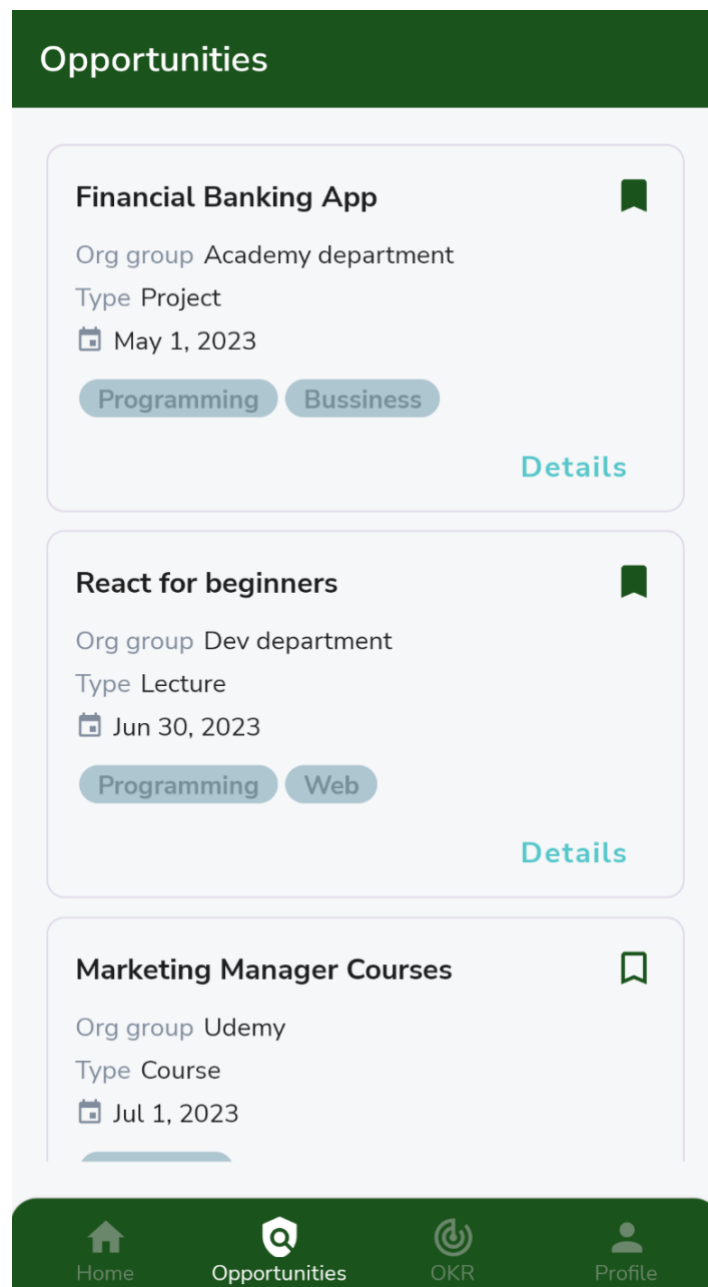 Opportunities
Financial Banking App
Org group Academy department
Type Project
May 1, 2023
Programming Bussiness
Details
React for beginners
Org group Dev department
Type Lecture
Jun 30, 2023
Programming Web
Details
Marketing Manager Courses
Org group Udemy
Type Course
Jul 1, 2023
Home Opportunities OKR Profile